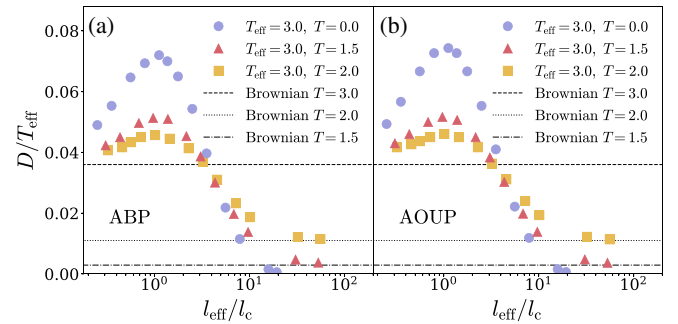 (a)
T_eff = 3.0, T = 0.0
T_eff = 3.0, T = 1.5
T_eff = 3.0, T = 2.0
Brownian T = 3.0
Brownian T = 2.0
Brownian T = 1.5
ABP
D/T_eff
0.08
0.06
0.04
0.02
0.00
10^0
10^1
10^2
l_eff/l_c
(b)
T_eff = 3.0, T = 0.0
T_eff = 3.0, T = 1.5
T_eff = 3.0, T = 2.0
Brownian T = 3.0
Brownian T = 2.0
Brownian T = 1.5
AOUP
10^0
10^1
10^2
l_eff/l_c